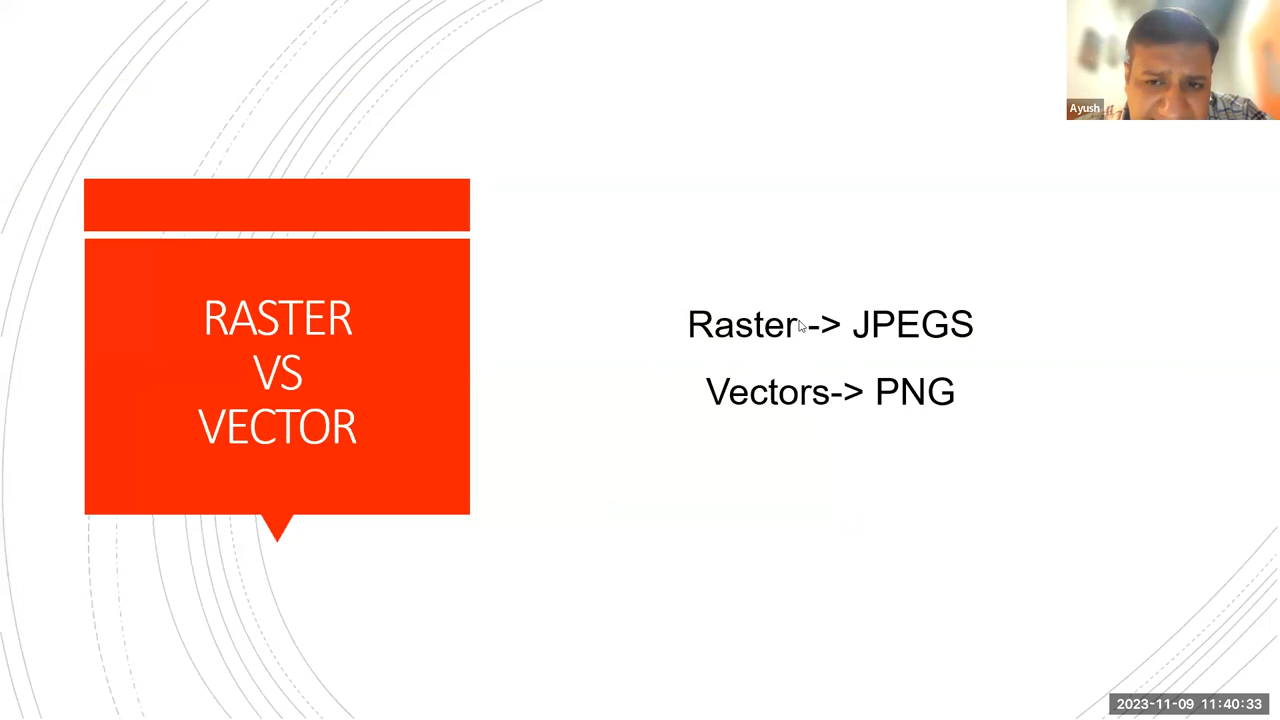 Ayush
RASTER
VS
VECTOR
Raster-> JPEGS
Vectors-> PNG
2023-11-09 11:40:33